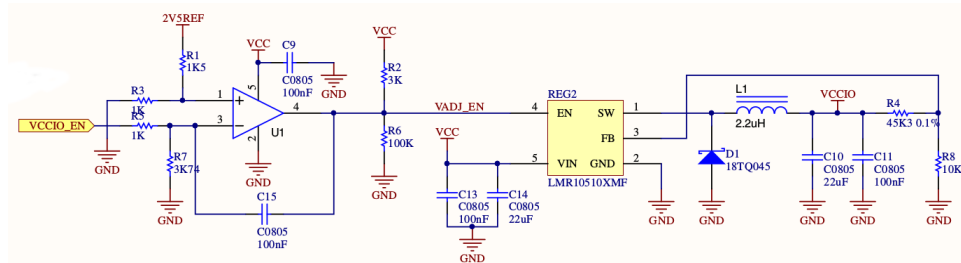 2V5REF
R1
1K5
VCC
C9
C0805
100nF
GND
VCC
R2
3K
R3
1K
VCCIO_EN
R5
1K
1
3
5
4
2
U1
GND
GND
R7
3K74
GND
C15
C0805
100nF
R6
100K
GND
VADJ_EN
VCC
C13
C0805
100nF
C14
C0805
22uF
GND
REG2
4
EN
SW
1
FB
3
5
VIN
GND
2
LMR10510XMF
GND
D1
18TQ045
GND
L1
2.2uH
VCCIO
R4
45K3 0.1%
C10
C0805
22uF
GND
C11
C0805
100nF
GND
R8
10K
GND